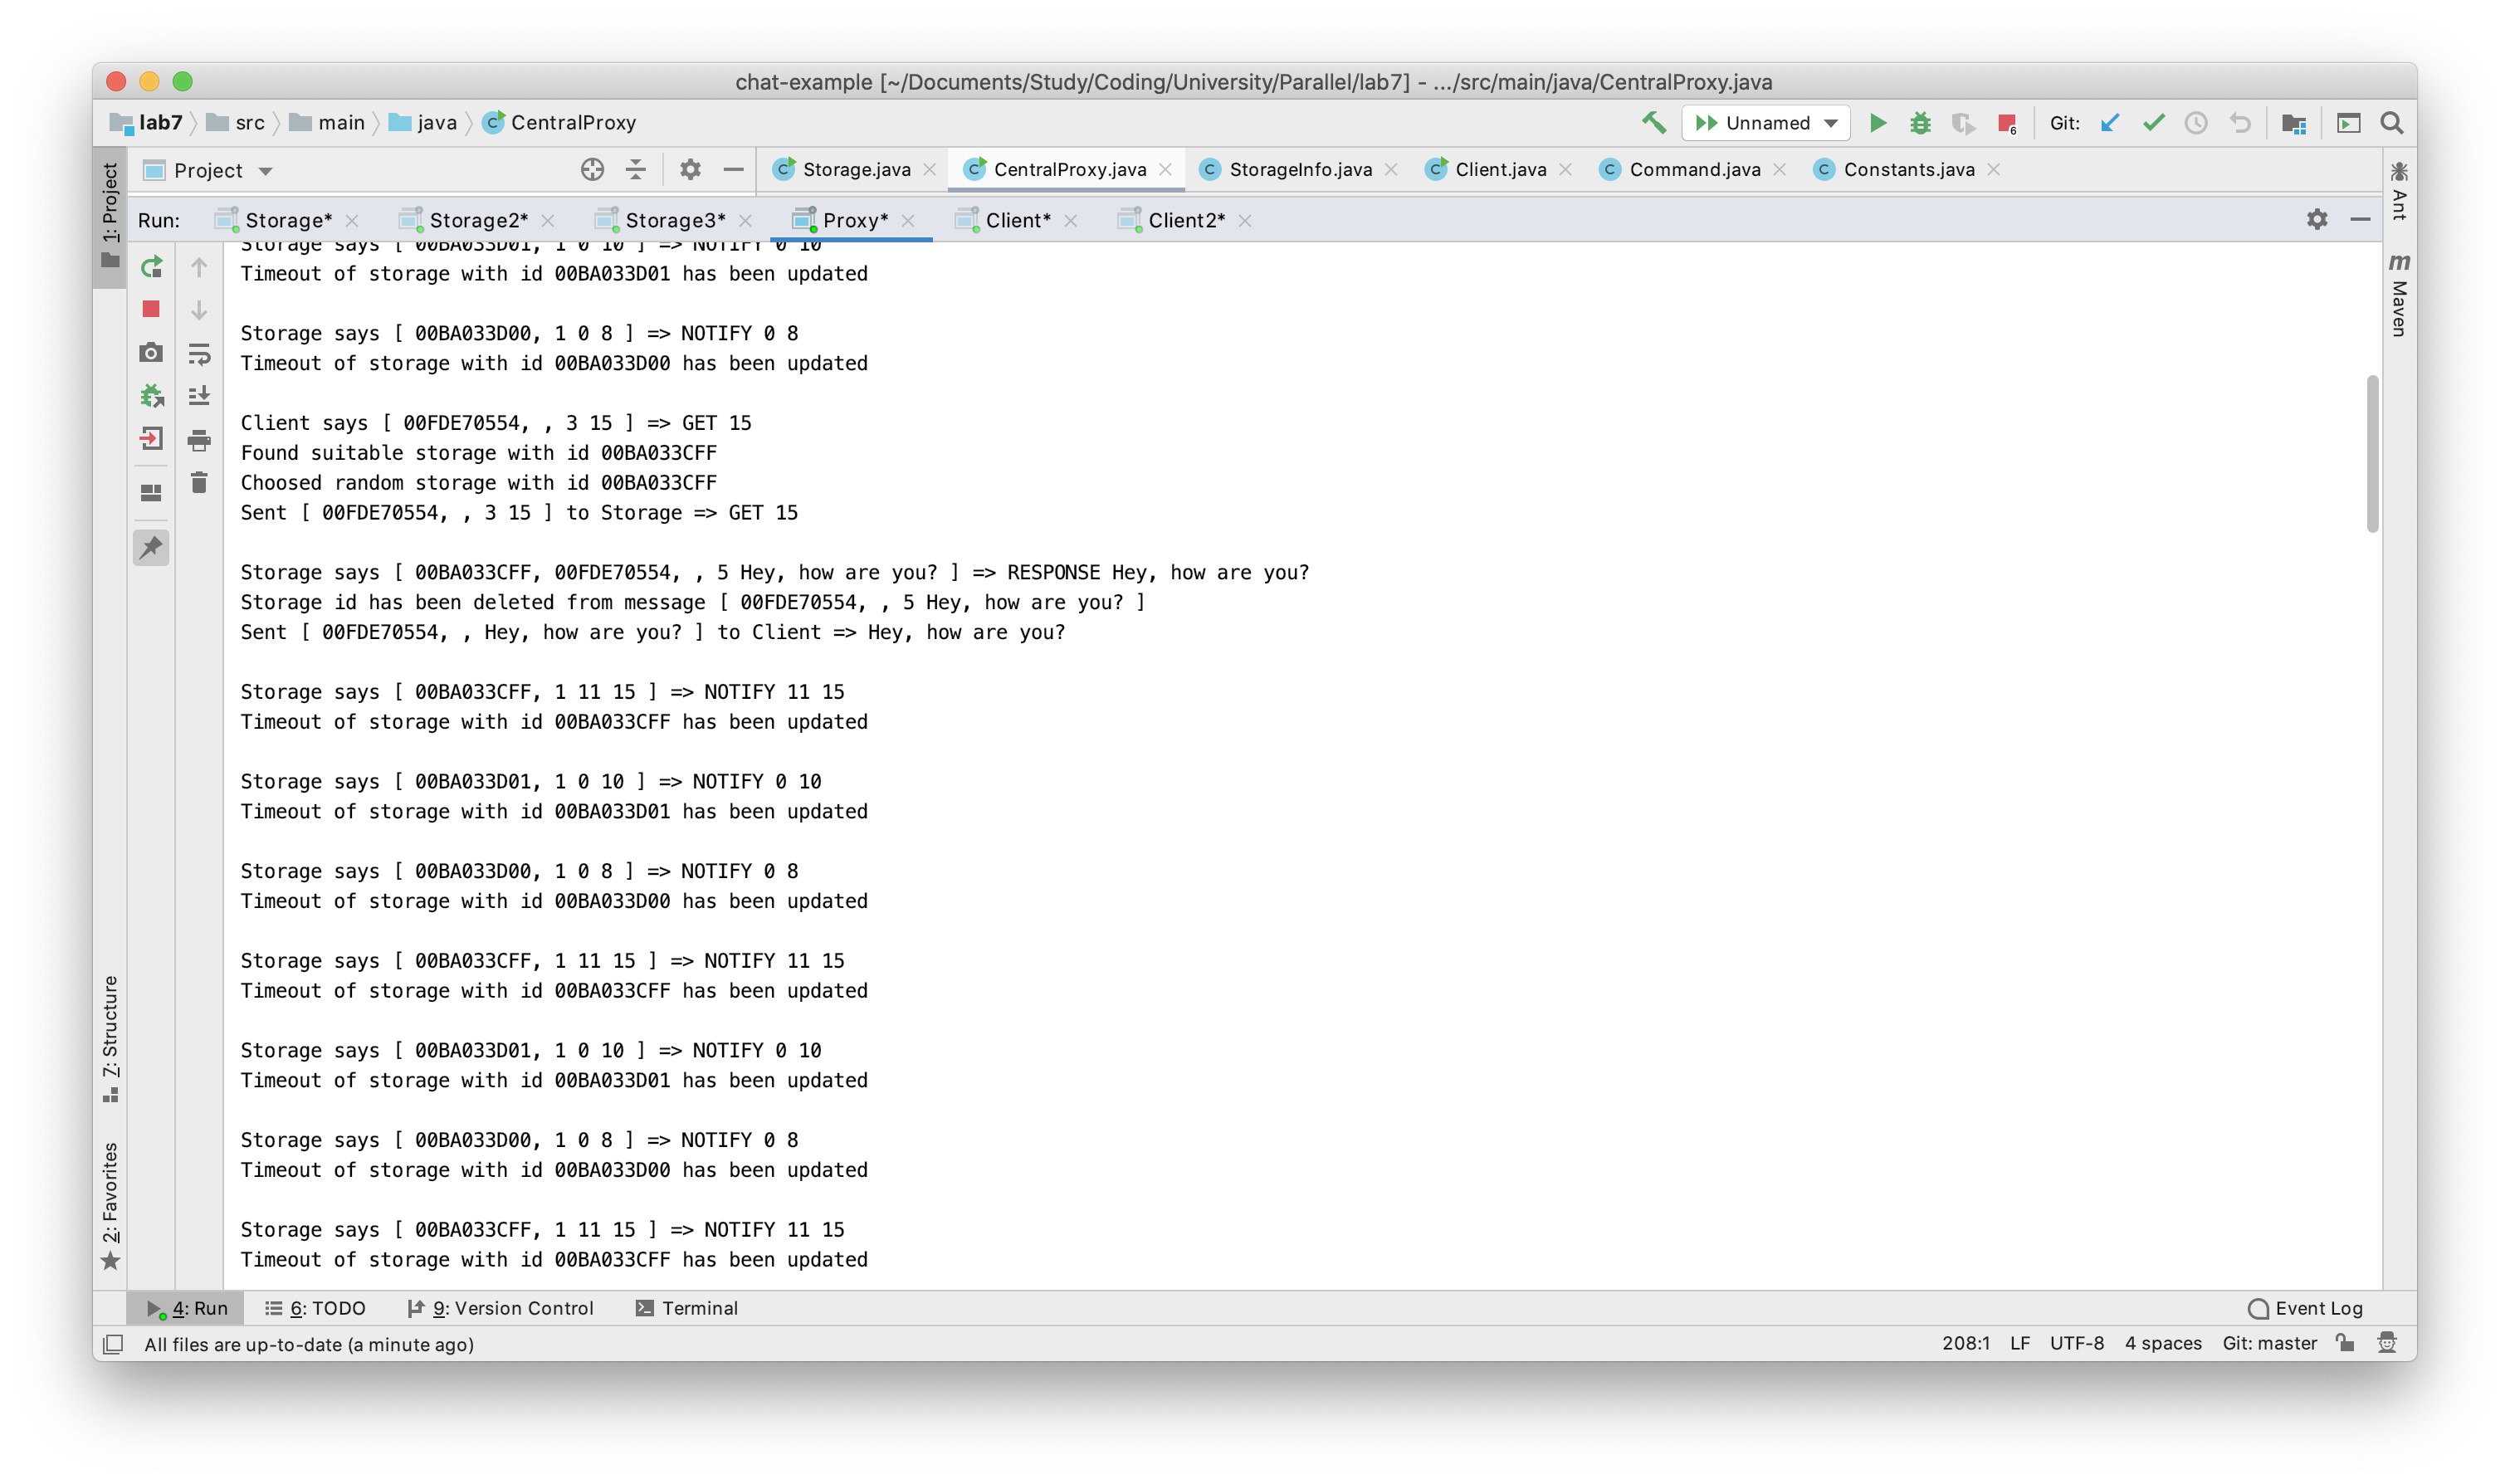 chat-example [~/Documents/Study/Coding/University/Parallel/lab7] - .../src/main/java/CentralProxy.java
lab7 src main java CentralProxy Unnamed 6 Git:
1: Project Project Storage.java CentralProxy.java StorageInfo.java Client.java Command.java Constants.java Ant
Run: Storage* Storage2* Storage3* Proxy* Client* Client2*
m Maven
Storage says [ 00BA033D01, 1 0 10 ] => NOTIFY 0 10
Timeout of storage with id 00BA033D01 has been updated
Storage says [ 00BA033D00, 1 0 8 ] => NOTIFY 0 8
Timeout of storage with id 00BA033D00 has been updated
Client says [ 00FDE70554, , 3 15 ] => GET 15
Found suitable storage with id 00BA033CFF
Choosed random storage with id 00BA033CFF
Sent [ 00FDE70554, , 3 15 ] to Storage => GET 15
Storage says [ 00BA033CFF, 00FDE70554, , 5 Hey, how are you? ] => RESPONSE Hey, how are you?
Storage id has been deleted from message [ 00FDE70554, , 5 Hey, how are you? ]
Sent [ 00FDE70554, , Hey, how are you? ] to Client => Hey, how are you?
Storage says [ 00BA033CFF, 1 11 15 ] => NOTIFY 11 15
Timeout of storage with id 00BA033CFF has been updated
Storage says [ 00BA033D01, 1 0 10 ] => NOTIFY 0 10
Timeout of storage with id 00BA033D01 has been updated
Storage says [ 00BA033D00, 1 0 8 ] => NOTIFY 0 8
Timeout of storage with id 00BA033D00 has been updated
Storage says [ 00BA033CFF, 1 11 15 ] => NOTIFY 11 15
Timeout of storage with id 00BA033CFF has been updated
Storage says [ 00BA033D01, 1 0 10 ] => NOTIFY 0 10
Timeout of storage with id 00BA033D01 has been updated
Storage says [ 00BA033D00, 1 0 8 ] => NOTIFY 0 8
Timeout of storage with id 00BA033D00 has been updated
Storage says [ 00BA033CFF, 1 11 15 ] => NOTIFY 11 15
Timeout of storage with id 00BA033CFF has been updated
7: Structure
2: Favorites
4: Run 6: TODO 9: Version Control Terminal Event Log
All files are up-to-date (a minute ago) 208:1 LF UTF-8 4 spaces Git: master